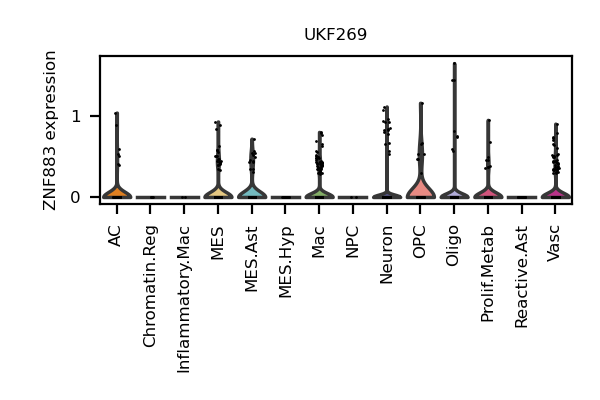 UKF269
ZNF883 expression
1
0
AC
Chromatin.Reg
Inflammatory.Mac
MES
MES.Ast
MES.Hyp
Mac
NPC
Neuron
OPC
Oligo
Prolif.Metab
Reactive.Ast
Vasc